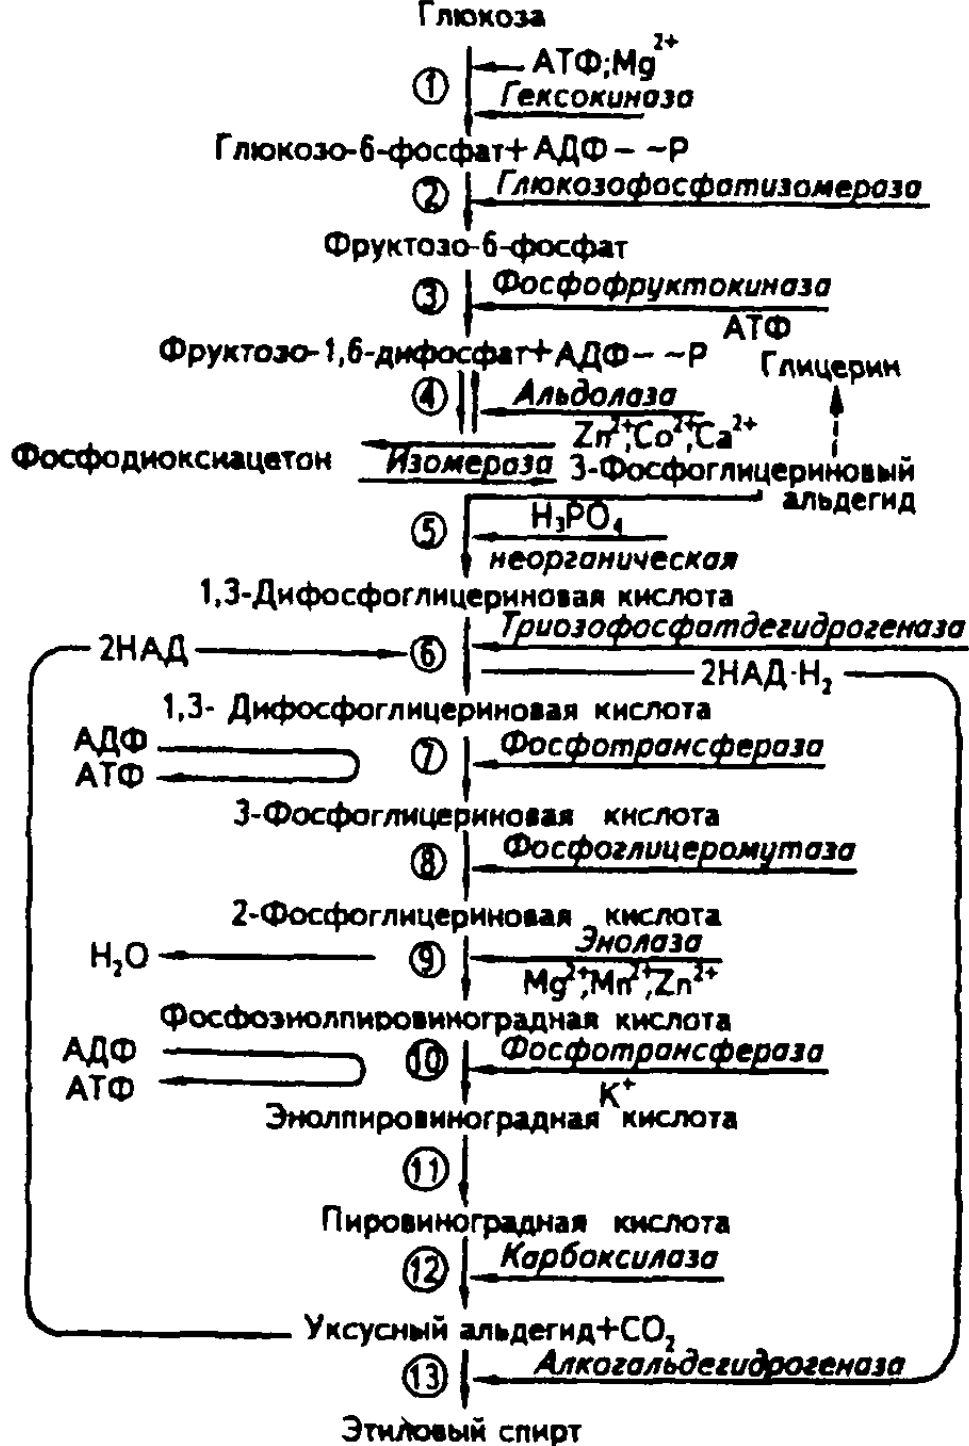 Глюкоза
АТФ;Mg²⁺
①
Гексокиназа
Глюкозо-6-фосфат+АДФ- ~Р
②
Глюкозофосфатизомераза
Фруктозо-6-фосфат
③
Фосфофруктокиназа
АТФ
Фруктозо-1,6-дифосфат+АДФ- ~Р
Глицерин
④
Альдолаза
Zn²⁺,Co²⁺,Ca²⁺
Фосфодиоксиацетон
Изомераза
3-Фосфоглицериновый
альдегид
⑤
H₃PO₄
неорганическая
1,3-Дифосфоглицериновая кислота
Триозофосфатдегидрогеназа
2НАД
⑥
2НАД·H₂
1,3- Дифосфоглицериновая кислота
АДФ
АТФ
⑦
Фосфотрансфераза
3-Фосфоглицериновая кислота
⑧
Фосфоглицеромутаза
2-Фосфоглицериновая кислота
H₂O
⑨
Энолаза
Mg²⁺,Mn²⁺,Zn²⁺
Фосфоэнолпировиноградная кислота
АДФ
АТФ
⑩
Фосфотрансфераза
K⁺
Энолпировиноградная кислота
⑪
Пировиноградная кислота
⑫
Карбоксилаза
Уксусный альдегид+CO₂
⑬
Алкогальдегидрогеназа
Этиловый спирт